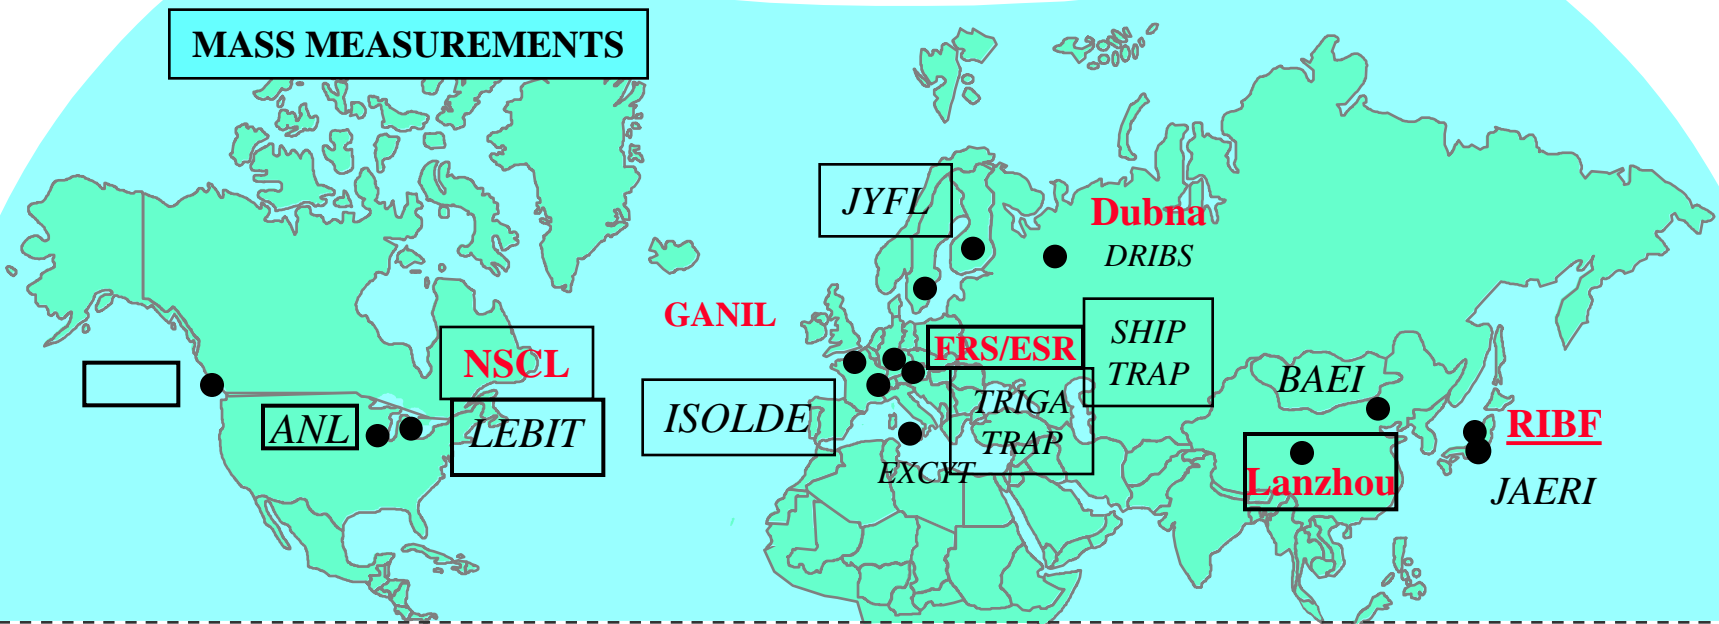 MASS MEASUREMENTS
JYFL
Dubna
DRIBS
GANIL
NSCL
FRS/ESR
SHIP
TRAP
ANL
LEBIT
ISOLDE
TRIGA
TRAP
EXCYT
BAEI
RIBF
Lanzhou
JAERI